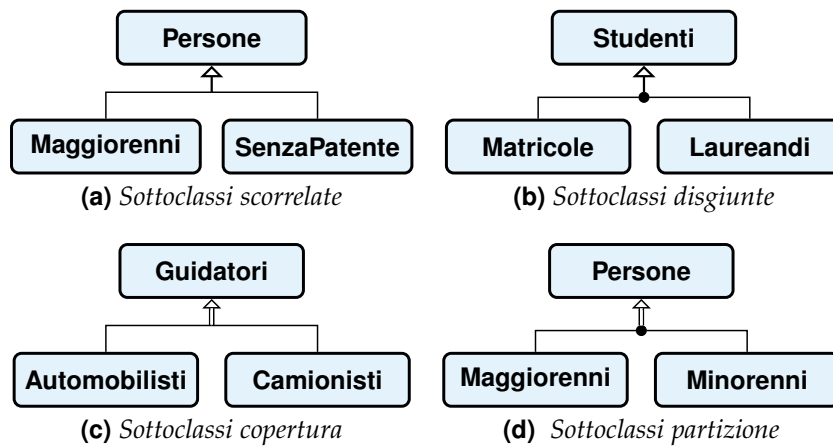 Persone
Studenti
Maggiorenni SenzaPatente
Matricole Laureandi
(a) Sottoclassi scorrelate
(b) Sottoclassi disgiunte
Guidatori
Persone
Automobilisti Camionisti
Maggiorenni Minorenni
(c) Sottoclassi copertura
(d) Sottoclassi partizione